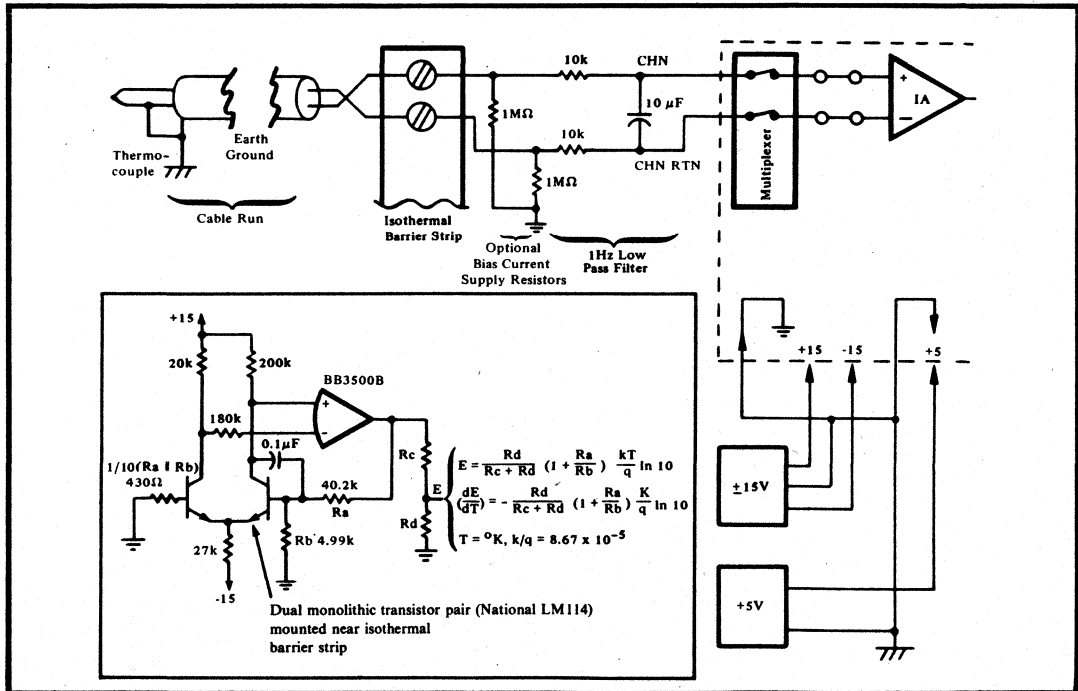 10k
CHN
Thermo-
couple
Earth
Ground
Cable Run
Isothermal
Barrier Strip
1MΩ
1MΩ
Optional
Bias Current
Supply Resistors
10k
10 μF
CHN RTN
1Hz Low
Pass Filter
Multiplexer
+
IA
−
+15
20k
200k
BB3500B
+
-
180k
0.1μF
1/10(Ra ∥ Rb)
430Ω
40.2k
Ra
27k
Rb 4.99k
-15
Rc
E
Rd
E = Rd / (Rc + Rd) (1 + Ra/Rb) kT/q ln 10
(dE/dT) = - Rd / (Rc + Rd) (1 + Ra/Rb) K/q ln 10
T = °K, k/q = 8.67 x 10⁻⁵
Dual monolithic transistor pair (National LM114)
mounted near isothermal
barrier strip
+15
-15
+5
±15V
+5V